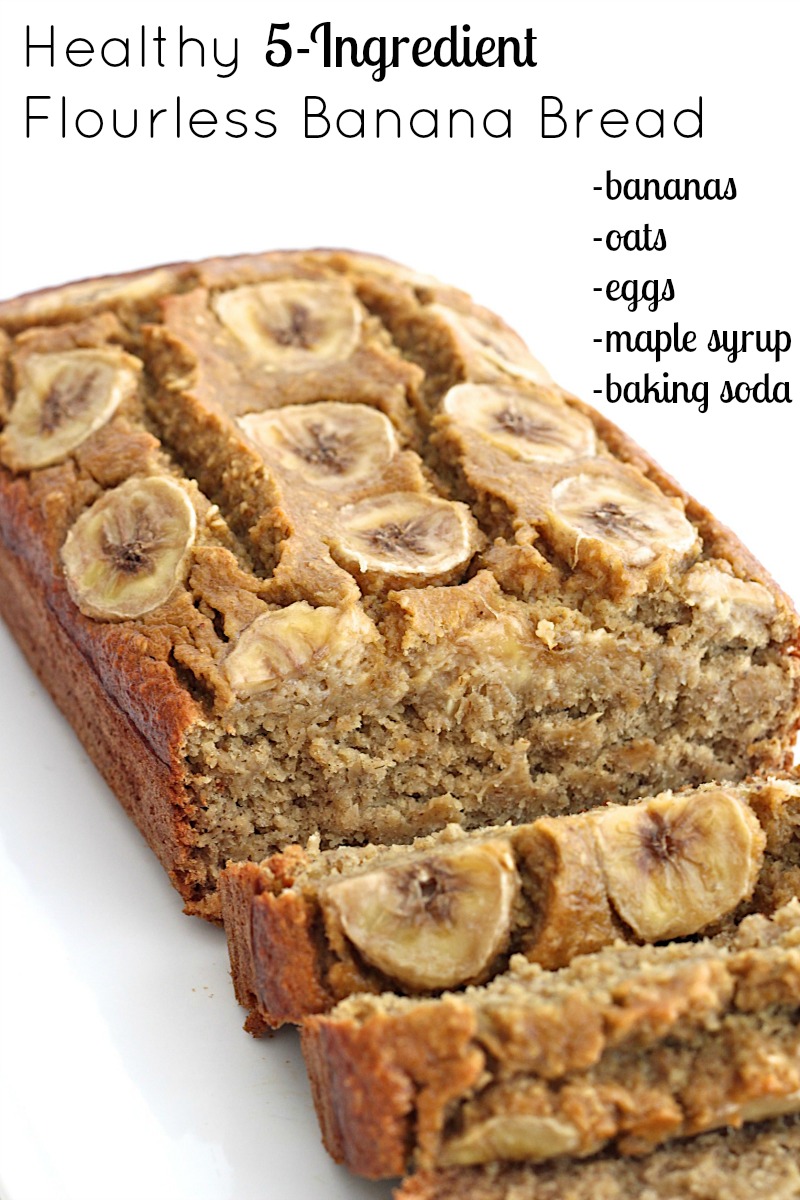 Healthy 5-Ingredient
Flourless Banana Bread
-bananas
-oats
-eggs
-maple syrup
-baking soda